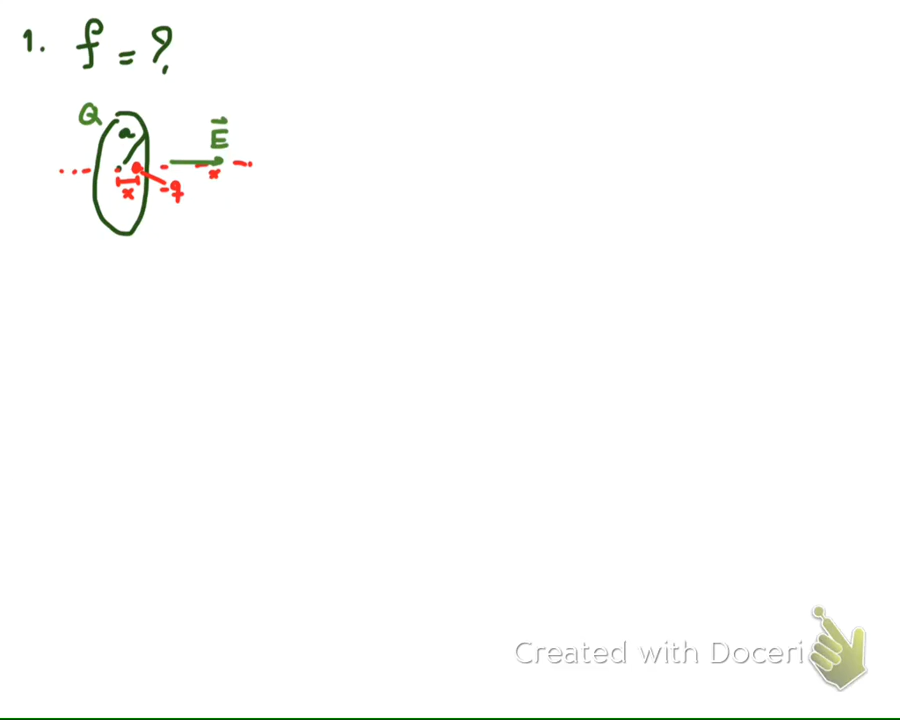 1. f = ?
Q
a
E
x
x
-q
Created with Doceri